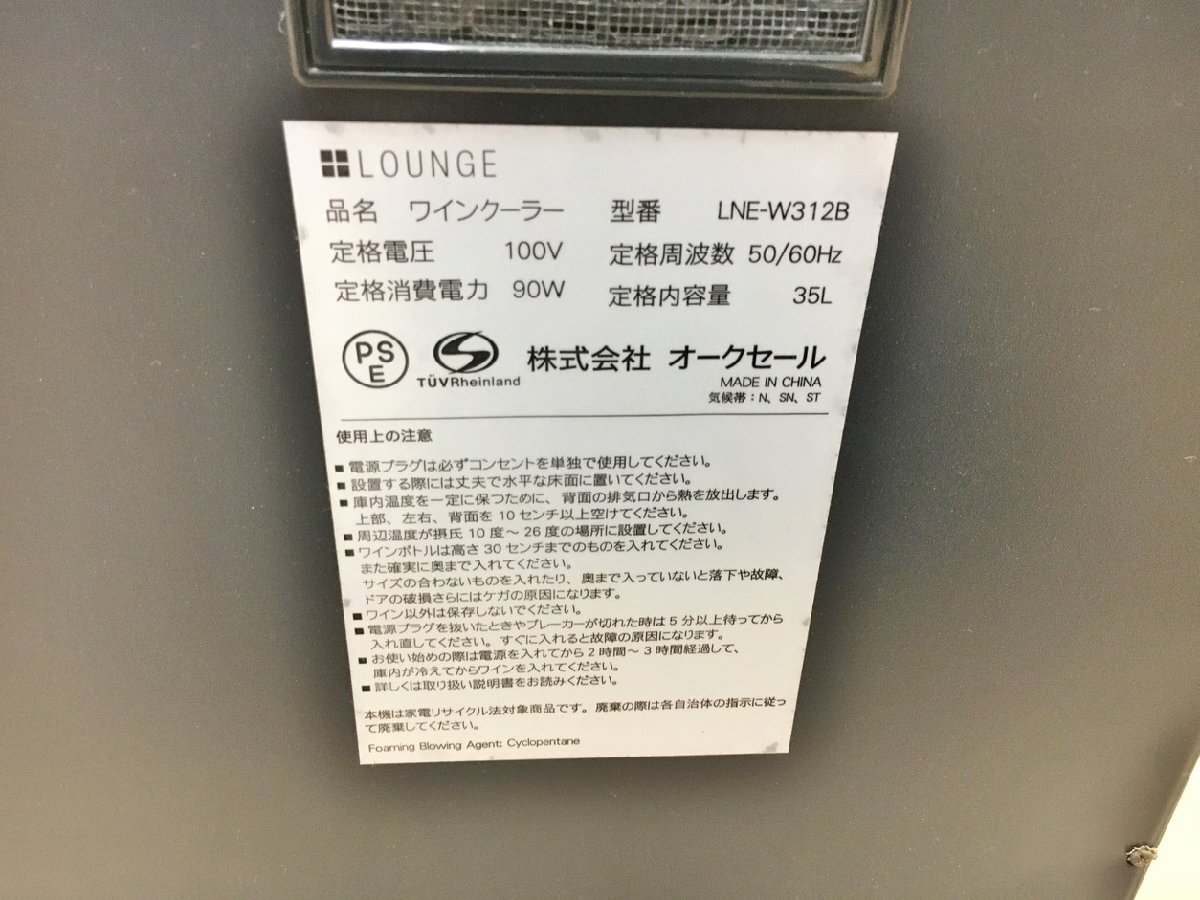 LOUNGE
品名 ワインクーラー 型番 LNE-W312B
定格電圧 100V 定格周波数 50/60Hz
定格消費電力 90W 定格内容量 35L
PSE TÜVRheinland 株式会社 オークセール
MADE IN CHINA
気候帯：N、SN、ST
使用上の注意
■電源プラグは必ずコンセントを単独で使用してください。
■設置する際には丈夫で水平な床面に置いてください。
■庫内温度を一定に保つために、背面の排気口から熱を放出します。
上部、左右、背面を10センチ以上空けてください。
■周辺温度が摂氏10度～26度の場所に設置してください。
■ワインボトルは高さ30センチまでのものを入れてください。
また確実に奥まで入れてください。
サイズの合わないものを入れたり、奥まで入っていないと落下や故障、
ドアの破損さらにはケガの原因になります。
■ワイン以外は保存しないでください。
■電源プラグを抜いたときやブレーカーが切れた時は5分以上待ってから
入れ直してください。すぐに入れると故障の原因になります。
■お使い始めの際は電源を入れてから2時間～3時間経過して、
庫内が冷えてからワインを入れてください。
■詳しくは取り扱い説明書をお読みください。
本機は家電リサイクル法対象商品です。廃棄の際は各自治体の指示に従っ
て廃棄してください。
Foaming Blowing Agent: Cyclopentane